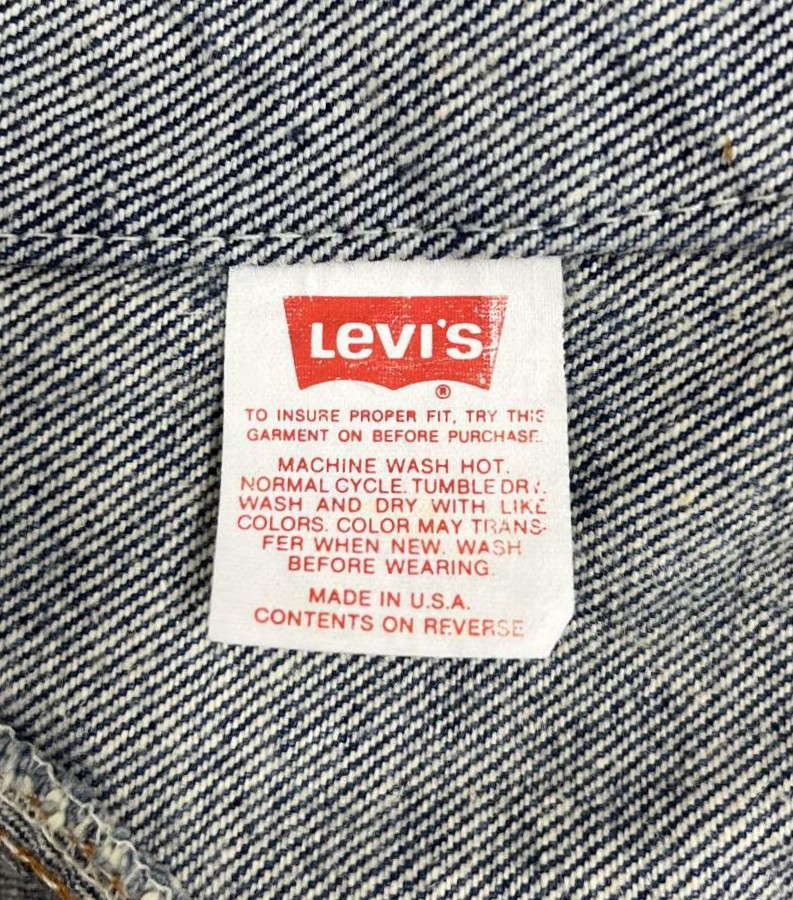 Levi's
®
TO INSURE PROPER FIT, TRY THIS
GARMENT ON BEFORE PURCHASE.
MACHINE WASH HOT.
NORMAL CYCLE. TUMBLE DRY.
WASH AND DRY WITH LIKE
COLORS. COLOR MAY TRANS-
FER WHEN NEW. WASH
BEFORE WEARING.
MADE IN U.S.A.
CONTENTS ON REVERSE